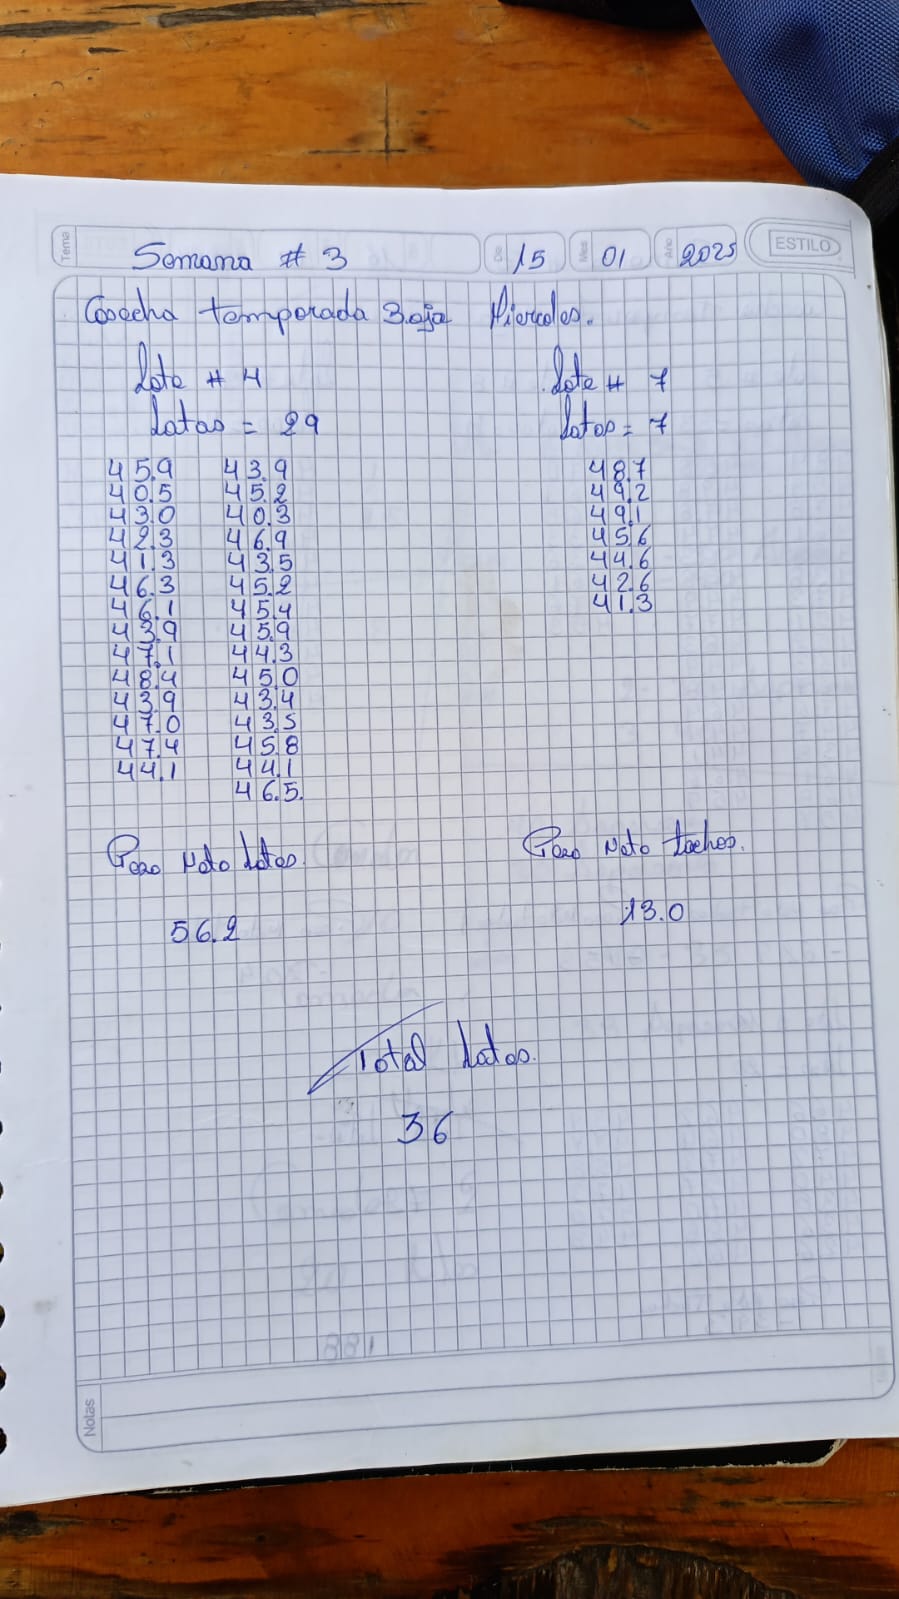 Tema
Semana # 3
Dia 15 Mes 01 Año 2025
ESTILO
Cosecha temporada Baja Miercoles.
Lote # 4 Lote # 7
Latas = 29 Latas = 7
45.9 43.9 48.7
40.5 45.2 49.2
43.0 40.3 49.1
42.3 46.9 45.6
41.3 43.5 44.6
46.3 45.2 42.6
46.1 45.4 41.3
43.9 45.9
47.1 44.3
48.4 45.0
43.9 43.4
47.0 43.5
47.4 45.8
44.1 44.1
46.5.
Peso Neto Latas. Peso Neto taches.
56.2 13.0
Total Latas.
36
Notas